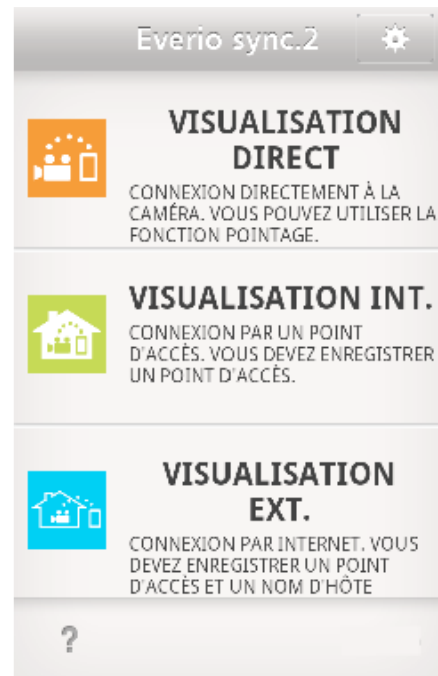 Everio sync.2
VISUALISATION
DIRECT
CONNEXION DIRECTEMENT À LA
CAMÉRA. VOUS POUVEZ UTILISER LA
FONCTION POINTAGE.
VISUALISATION INT.
CONNEXION PAR UN POINT
D'ACCÈS. VOUS DEVEZ ENREGISTRER
UN POINT D'ACCÈS.
VISUALISATION
EXT.
CONNEXION PAR INTERNET. VOUS
DEVEZ ENREGISTRER UN POINT
D'ACCÈS ET UN NOM D'HÔTE
?